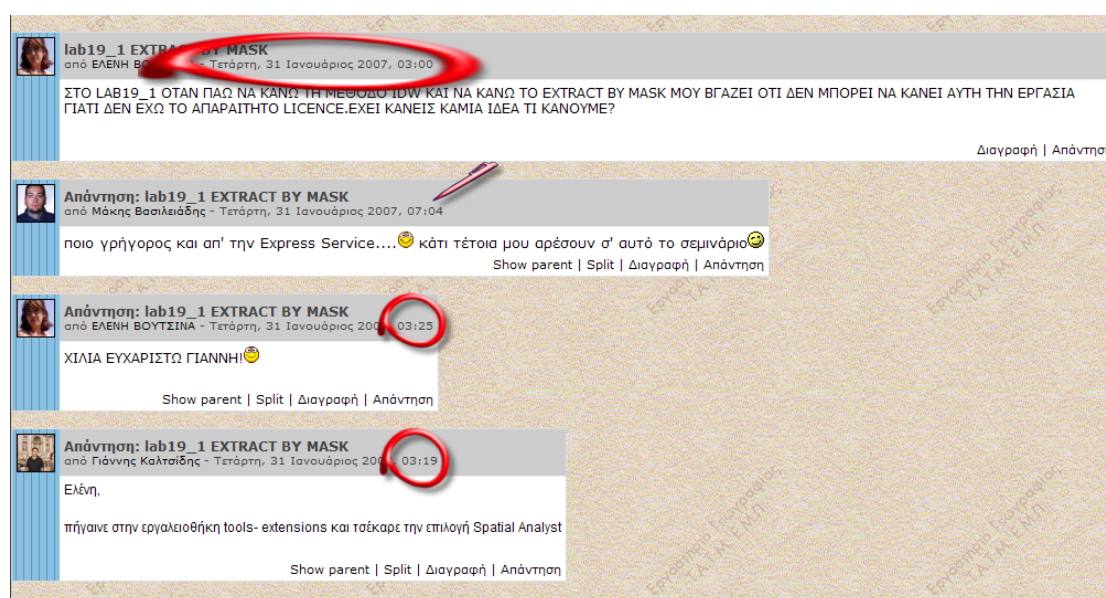 lab19_1 EXTRACT BY MASK
από ΕΛΕΝΗ - Τετάρτη, 31 Ιανουάριος 2007, 03:00
ΣΤΟ LAB19_1 ΟΤΑΝ ΠΑΩ ΝΑ ΚΑΝΩ ΤΗ ΜΕΘΟΔΟ IDW ΚΑΙ ΝΑ ΚΑΝΩ ΤΟ EXTRACT BY MASK ΜΟΥ ΒΓΑΖΕΙ ΟΤΙ ΔΕΝ ΜΠΟΡΕΙ ΝΑ ΚΑΝΕΙ ΑΥΤΗ ΤΗΝ ΕΡΓΑΣΙΑ
ΓΙΑΤΙ ΔΕΝ ΕΧΩ ΤΟ ΑΠΑΡΑΙΤΗΤΟ LICENCE.ΕΧΕΙ ΚΑΝΕΙΣ ΚΑΜΙΑ ΙΔΕΑ ΤΙ ΚΑΝΟΥΜΕ?
Διαγραφή | Απάντησ
Απάντηση: lab19_1 EXTRACT BY MASK
από Μάκης Βασιλειάδης - Τετάρτη, 31 Ιανουάριος 2007, 07:04
ποιο γρήγορος και απ' την Express Service.... κάτι τέτοια μου αρέσουν σ' αυτό το σεμινάριο
Show parent | Split | Διαγραφή | Απάντηση
Απάντηση: lab19_1 EXTRACT BY MASK
από ΕΛΕΝΗ ΒΟΥΤΣΙΝΑ - Τετάρτη, 31 Ιανουάριος 200 , 03:25
ΧΙΛΙΑ ΕΥΧΑΡΙΣΤΩ ΓΙΑΝΝΗ!
Show parent | Split | Διαγραφή | Απάντηση
Απάντηση: lab19_1 EXTRACT BY MASK
από Γιάννης Καλτσίδης - Τετάρτη, 31 Ιανουάριος 200 , 03:19
Ελένη,
πήγαινε στην εργαλειοθήκη tools- extensions και τσέκαρε την επιλογή Spatial Analyst
Show parent | Split | Διαγραφή | Απάντηση